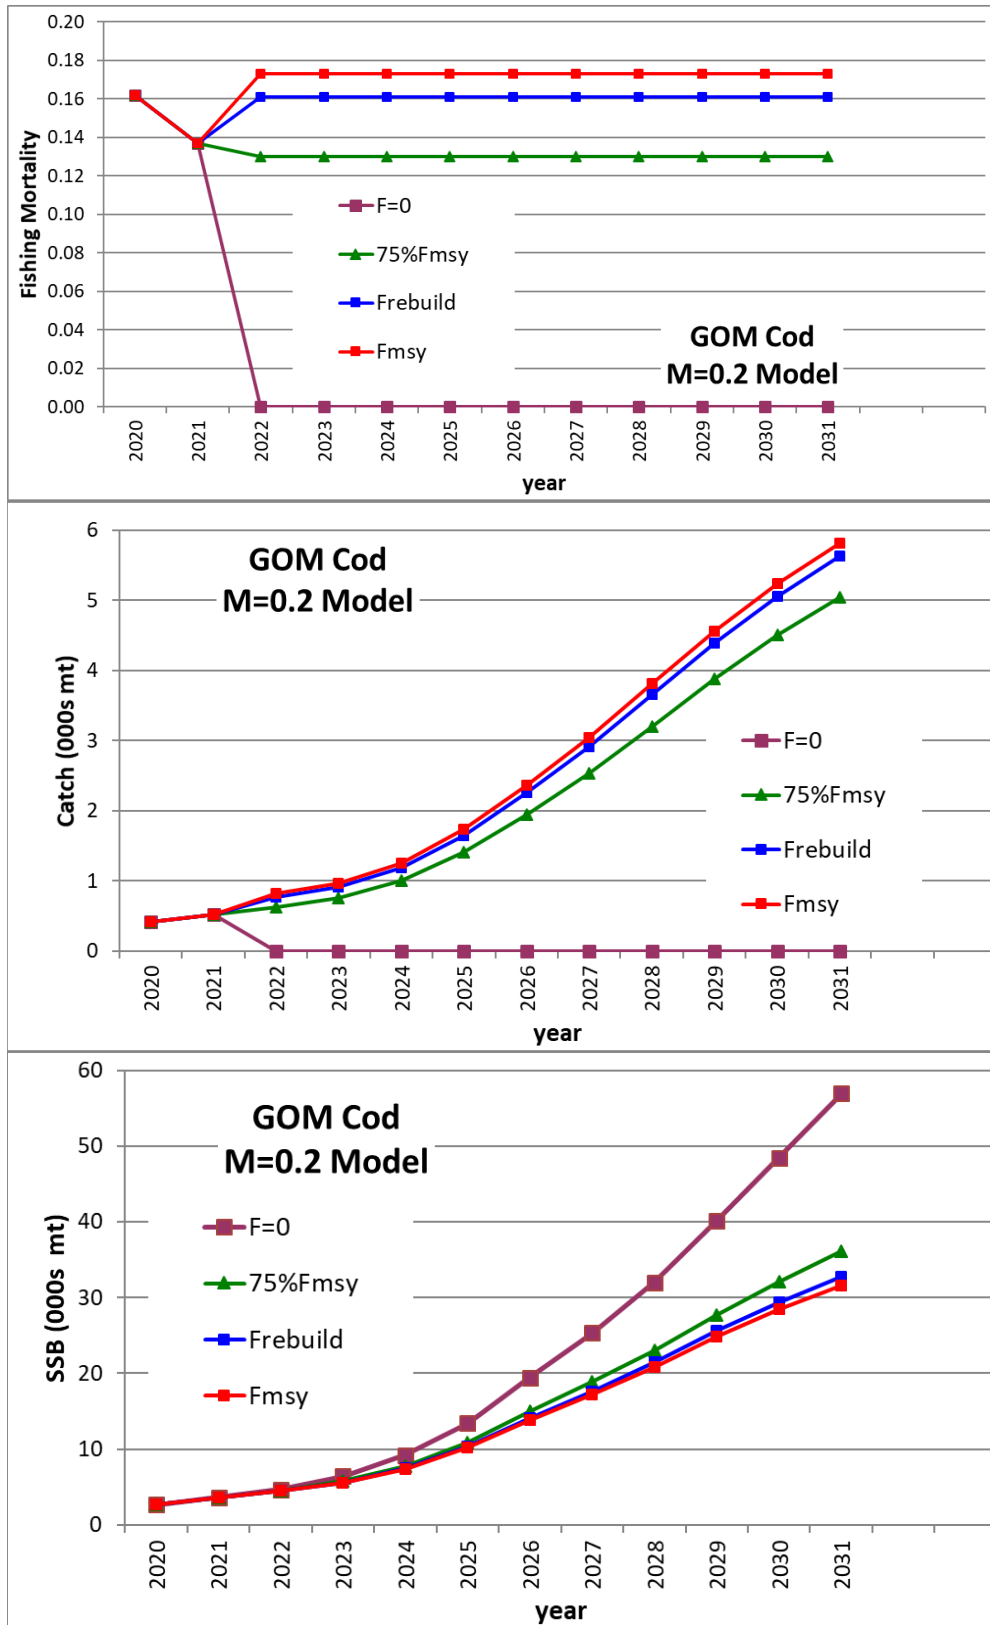 0.20
0.18
0.16
0.14
0.12
0.10
0.08
0.06
0.04
0.02
0.00
Fishing Mortality
F=0
75%Fmsy
Frebuild
Fmsy
GOM Cod
M=0.2 Model
2020 2021 2022 2023 2024 2025 2026 2027 2028 2029 2030 2031
year
6
5
4
3
2
1
0
Catch (000s mt)
GOM Cod
M=0.2 Model
F=0
75%Fmsy
Frebuild
Fmsy
2020 2021 2022 2023 2024 2025 2026 2027 2028 2029 2030 2031
year
60
50
40
30
20
10
0
SSB (000s  mt)
GOM Cod
M=0.2 Model
F=0
75%Fmsy
Frebuild
Fmsy
2020 2021 2022 2023 2024 2025 2026 2027 2028 2029 2030 2031
year